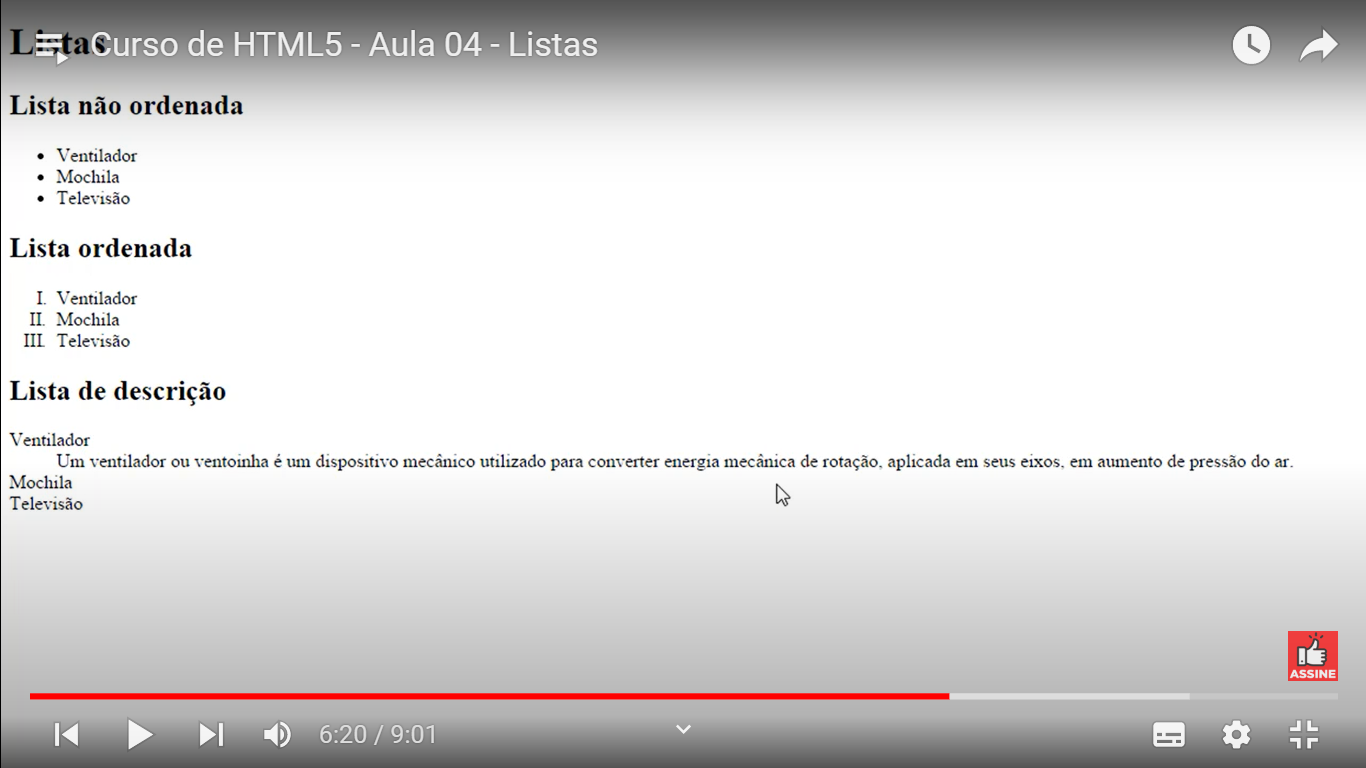 Listas
Curso de HTML5 - Aula 04 - Listas
Lista não ordenada
• Ventilador
• Mochila
• Televisão
Lista ordenada
I. Ventilador
II. Mochila
III. Televisão
Lista de descrição
Ventilador
Um ventilador ou ventoinha é um dispositivo mecânico utilizado para converter energia mecânica de rotação, aplicada em seus eixos, em aumento de pressão do ar.
Mochila
Televisão
ASSINE
6:20 / 9:01